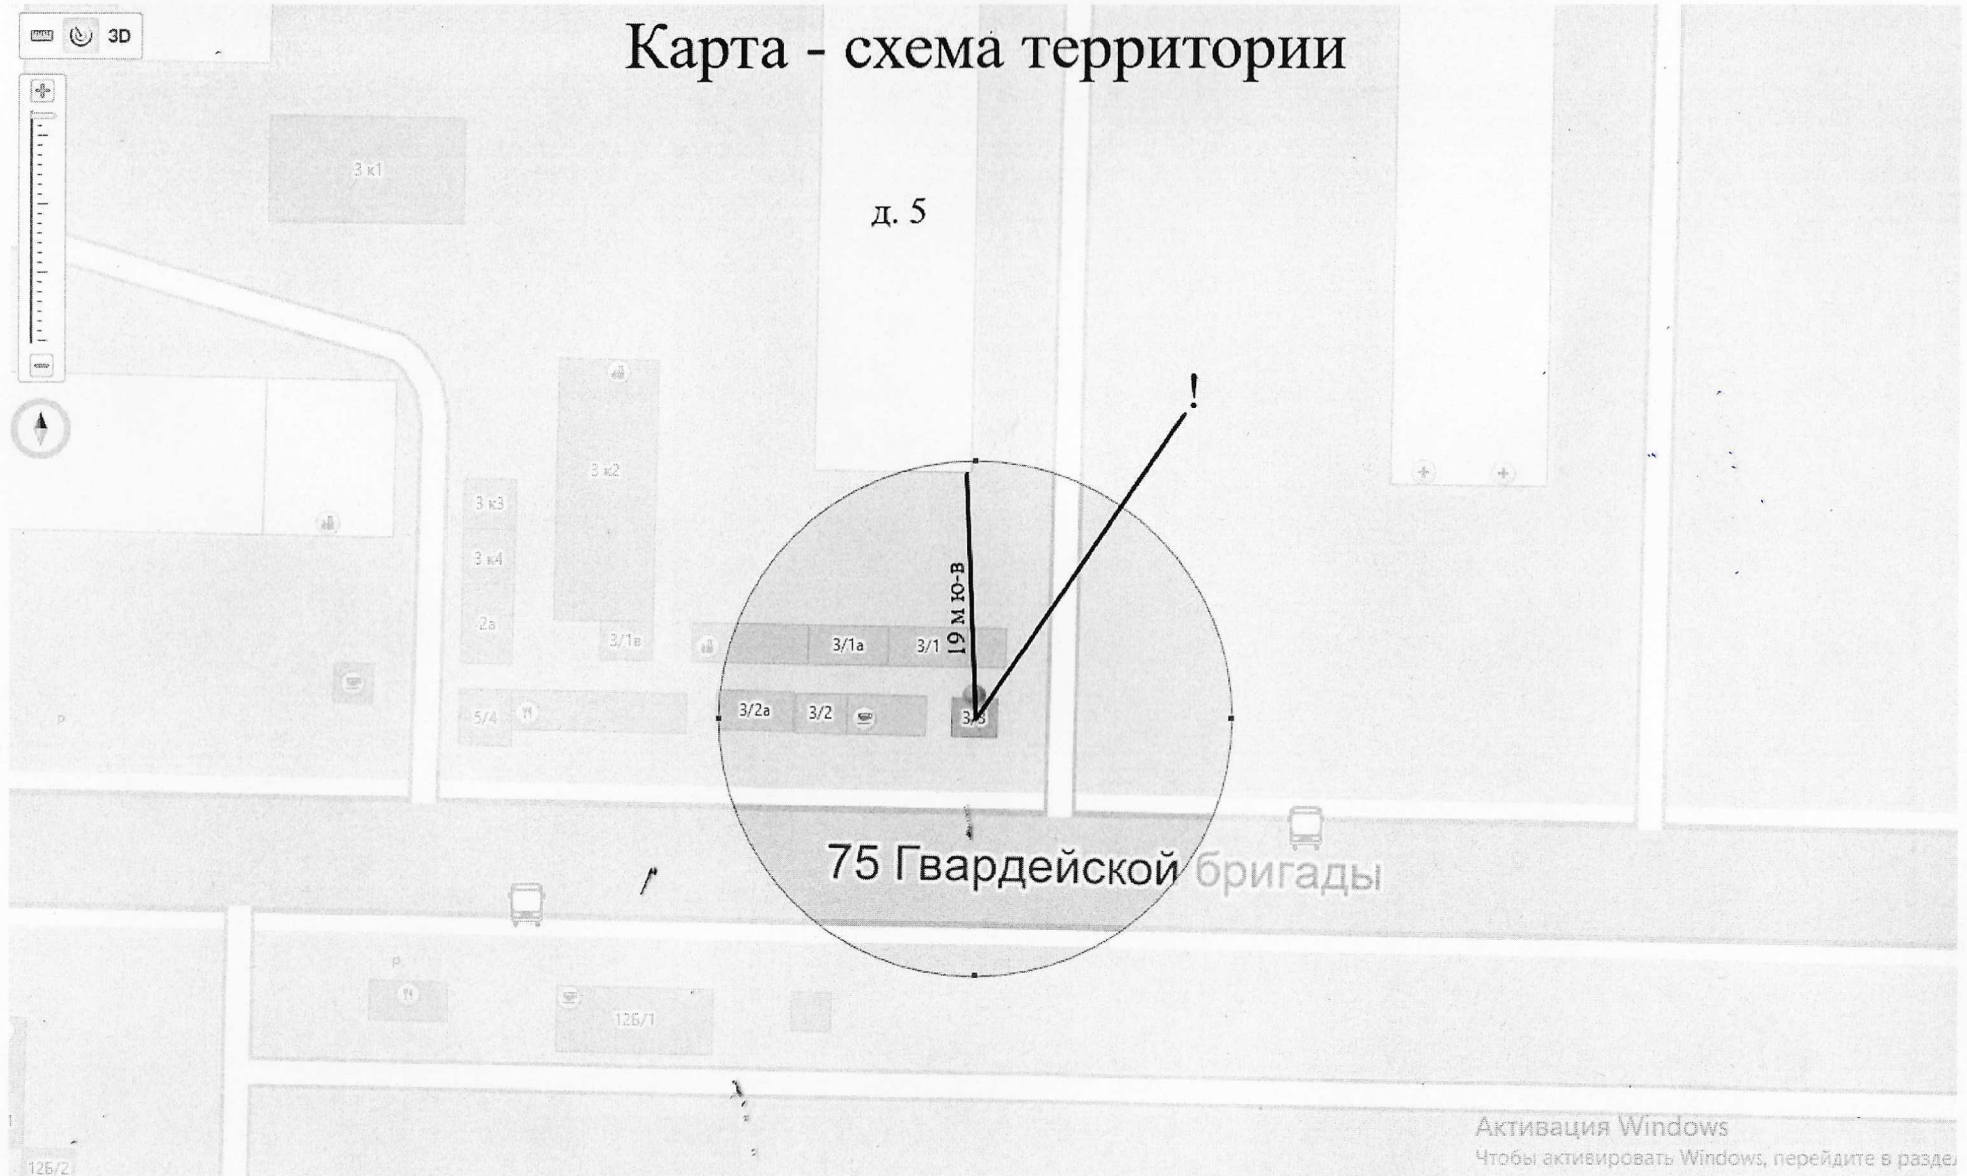 3D
Карта - схема территории
3 к1
д. 5
!
3 к2
3 к3
3 к4
2а
3/1в
3/1а
3/1
19 м ю-в
5/4
3/2а
3/2
3/3
P
75 Гвардейской бригады
P
12Б/1
12Б/2
Активация Windows
Чтобы активировать Windows, перейдите в разде